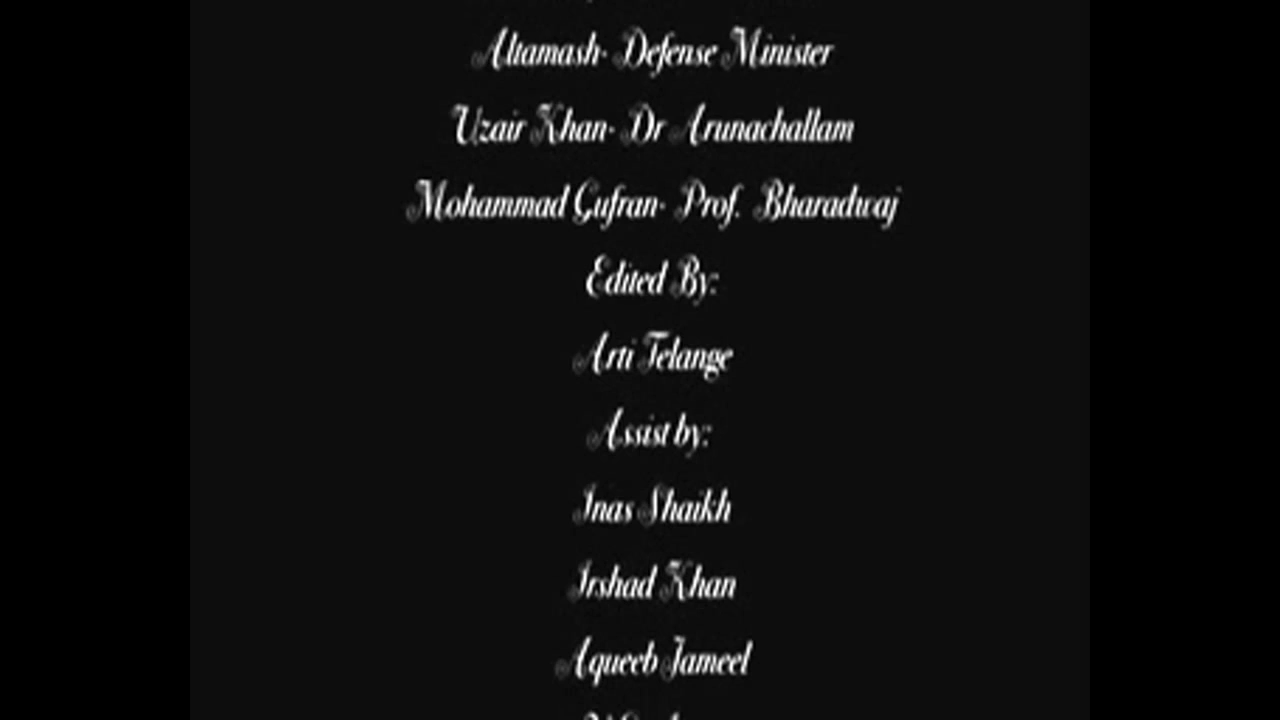 Altamash- Defense Minister
Uzair Khan- Dr Arunachallam
Mohammad Gufran- Prof. Bharadwaj
Edited By:
Arti Telange
Assist by:
Inas Shaikh
Irshad Khan
Aqueeb Jameel